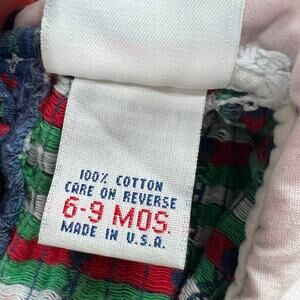 100% COTTON
CARE ON REVERSE
6-9 MOS.
MADE IN U.S.A.